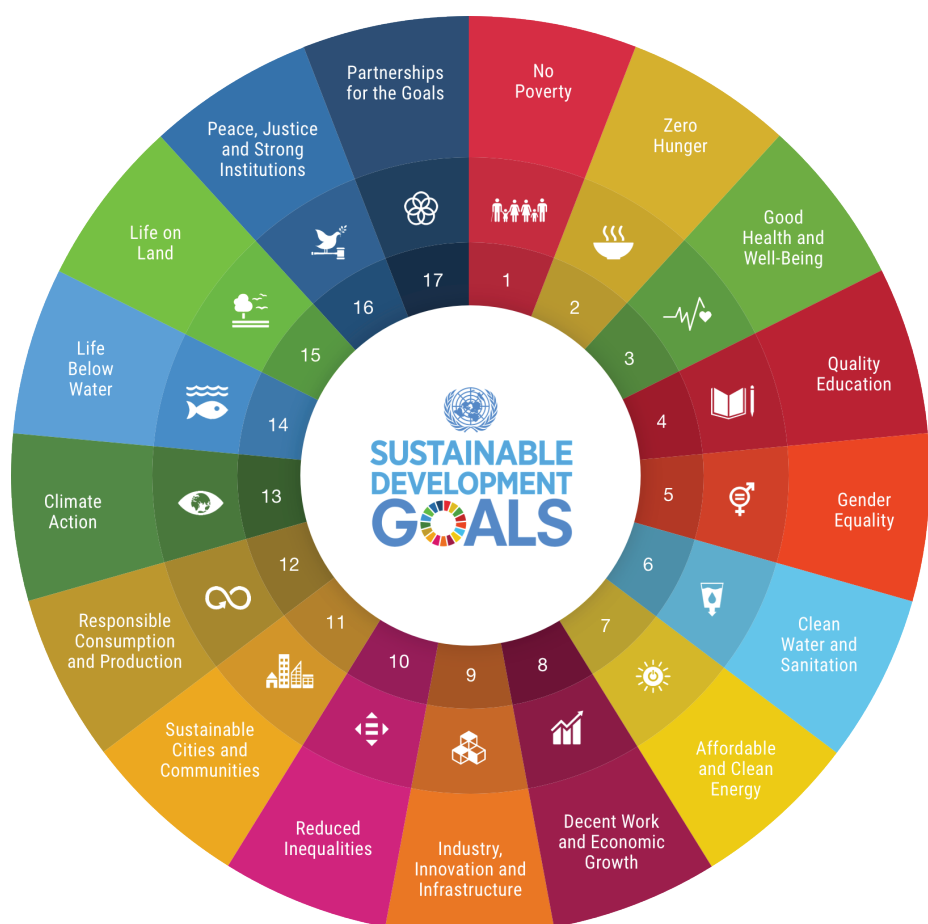 No
Poverty
1
Zero
Hunger
2
Good
Health and
Well-Being
3
Quality
Education
4
Gender
Equality
5
Clean
Water and
Sanitation
6
Affordable
and Clean
Energy
7
Decent Work
and Economic
Growth
8
Industry,
Innovation and
Infrastructure
9
Reduced
Inequalities
10
Sustainable
Cities and
Communities
11
Responsible
Consumption
and Production
12
Climate
Action
13
Life
Below
Water
14
Life on
Land
15
Peace, Justice
and Strong
Institutions
16
Partnerships
for the Goals
17
SUSTAINABLE
DEVELOPMENT
GOALS